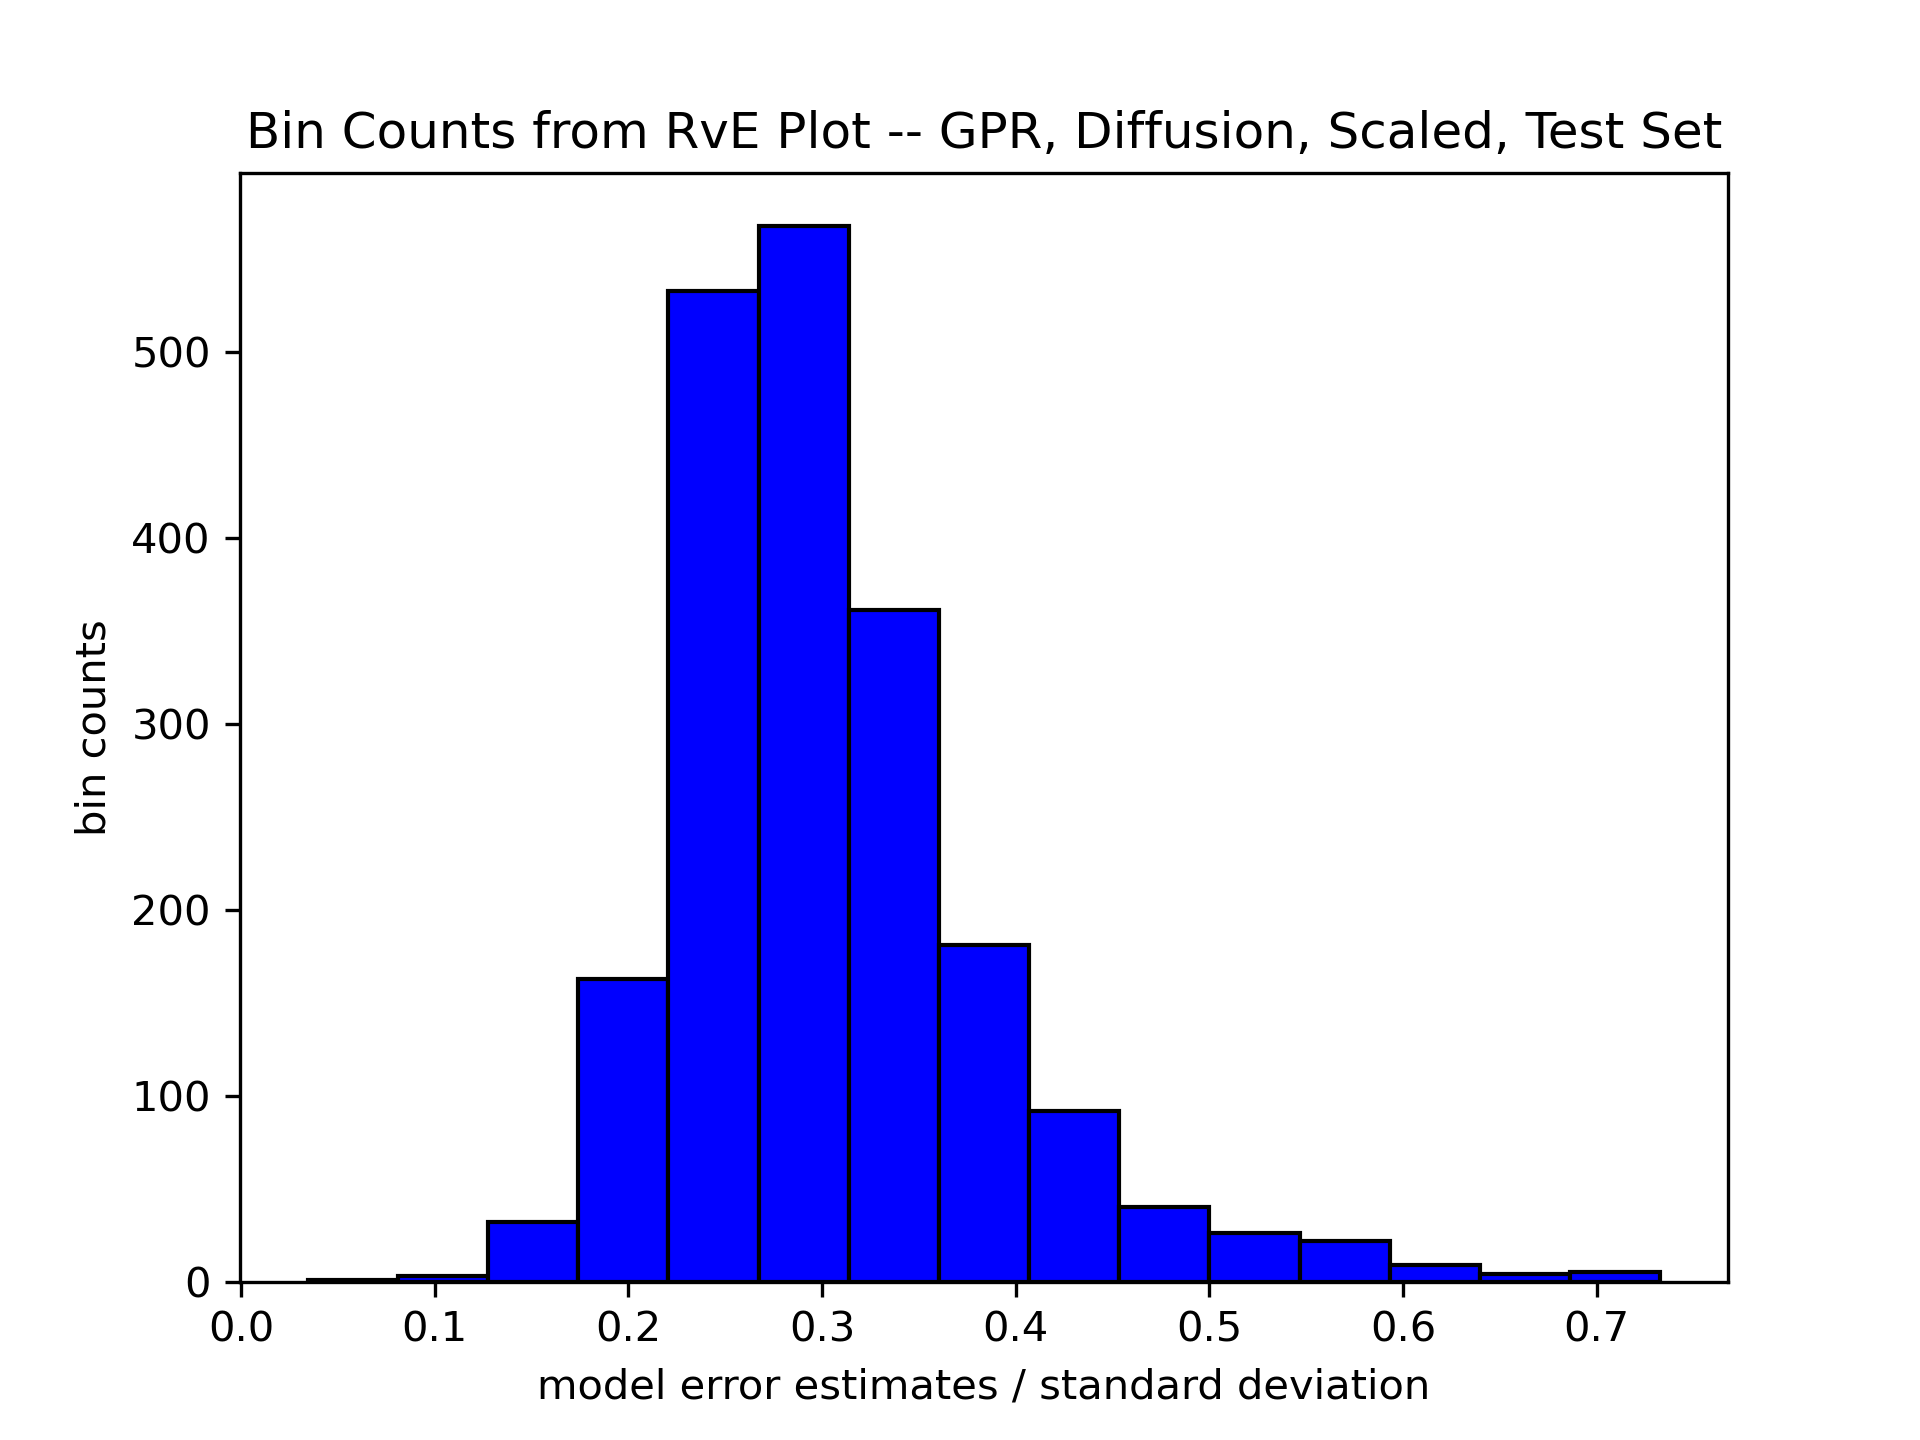 Bin Counts from RvE Plot -- GPR, Diffusion, Scaled, Test Set
bin counts
500
400
300
200
100
0
0.0 0.1 0.2 0.3 0.4 0.5 0.6 0.7
model error estimates / standard deviation